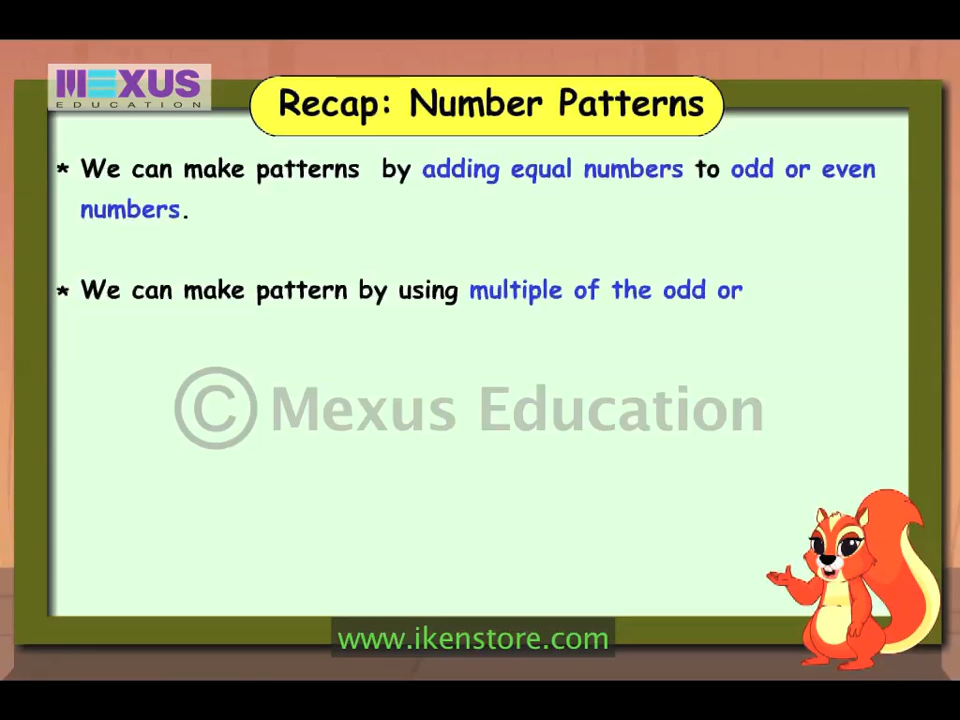 MEXUS
EDUCATION
Recap: Number Patterns
* We can make patterns by adding equal numbers to odd or even
numbers.
* We can make pattern by using multiple of the odd or
© Mexus Education
www.ikenstore.com